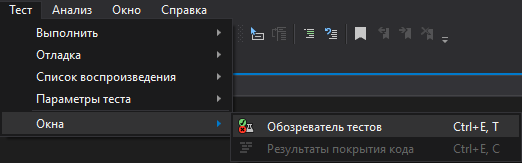 Тест Анализ Окно Справка
Выполнить
Отладка
Список воспроизведения
Параметры теста
Окна
Обозреватель тестов Ctrl+E, T
Результаты покрытия кода Ctrl+E, C